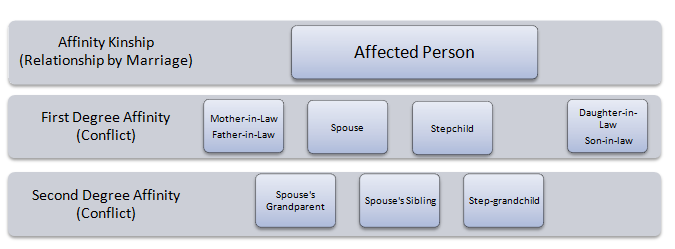 Affinity Kinship
(Relationship by Marriage)
Affected Person
First Degree Affinity
(Conflict)
Mother-in-Law
Father-in-Law
Spouse
Stepchild
Daughter-in-
Law
Son-in-law
Second Degree Affinity
(Conflict)
Spouse's
Grandparent
Spouse's Sibling
Step-grandchild